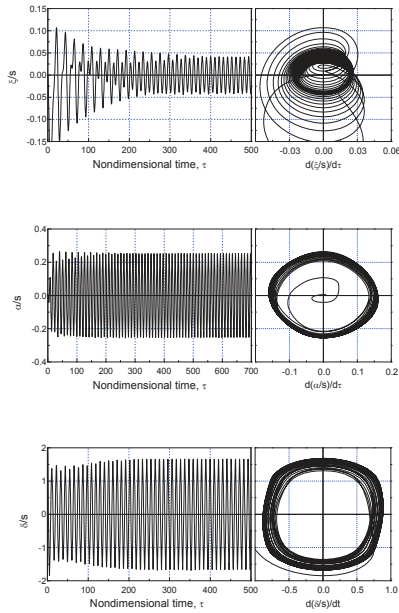 0.15
0.10
0.05
0.00
-0.05
-0.10
-0.15
ξ/s
0 100 200 300 400 500
Nondimensional time, τ
-0.03 0.00 0.03 0.06
d(ξ/s)/dτ
0.4
0.2
0.0
-0.2
-0.4
α/s
0 100 200 300 400 500 600 700
Nondimensional time, τ
-0.1 0.0 0.1 0.2
d(α/s)/dτ
2
1
0
-1
-2
δ/s
0 100 200 300 400 500
Nondimensional time, τ
-0.5 0.0 0.5 1.0
d(δ/s)/dt